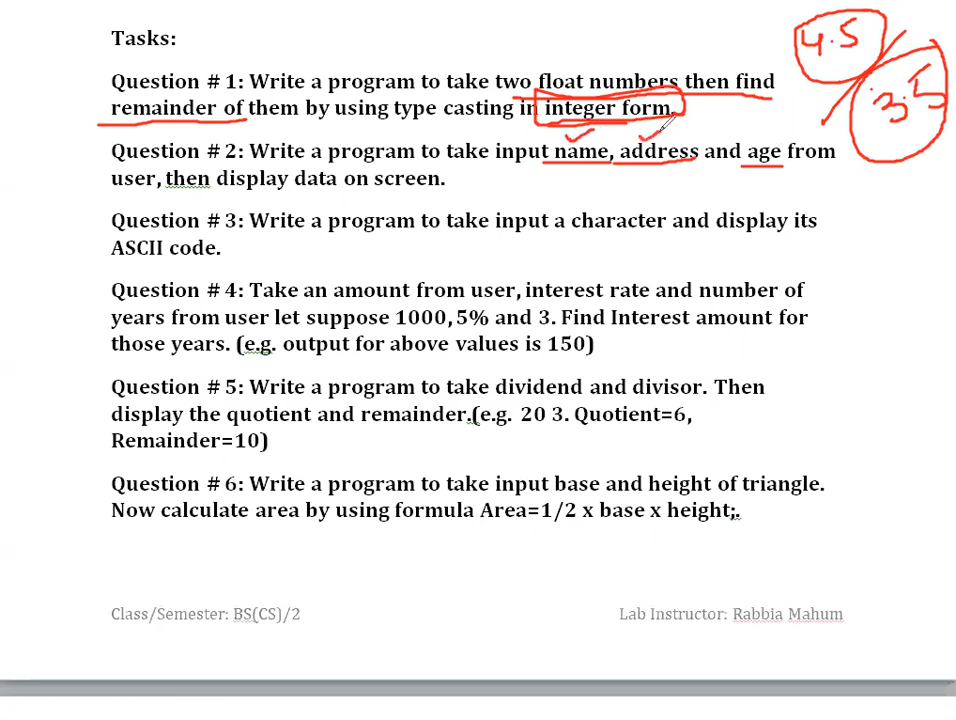 Tasks:
4.5
Question # 1: Write a program to take two float numbers then find
remainder of them by using type casting in integer form.
3.5
Question # 2: Write a program to take input name, address and age from
user, then display data on screen.
Question # 3: Write a program to take input a character and display its
ASCII code.
Question # 4: Take an amount from user, interest rate and number of
years from user let suppose 1000, 5% and 3. Find Interest amount for
those years. (e.g. output for above values is 150)
Question # 5: Write a program to take dividend and divisor. Then
display the quotient and remainder.(e.g. 20 3. Quotient=6,
Remainder=10)
Question # 6: Write a program to take input base and height of triangle.
Now calculate area by using formula Area=1/2 x base x height;.
Class/Semester: BS(CS)/2
Lab Instructor: Rabbia Mahum